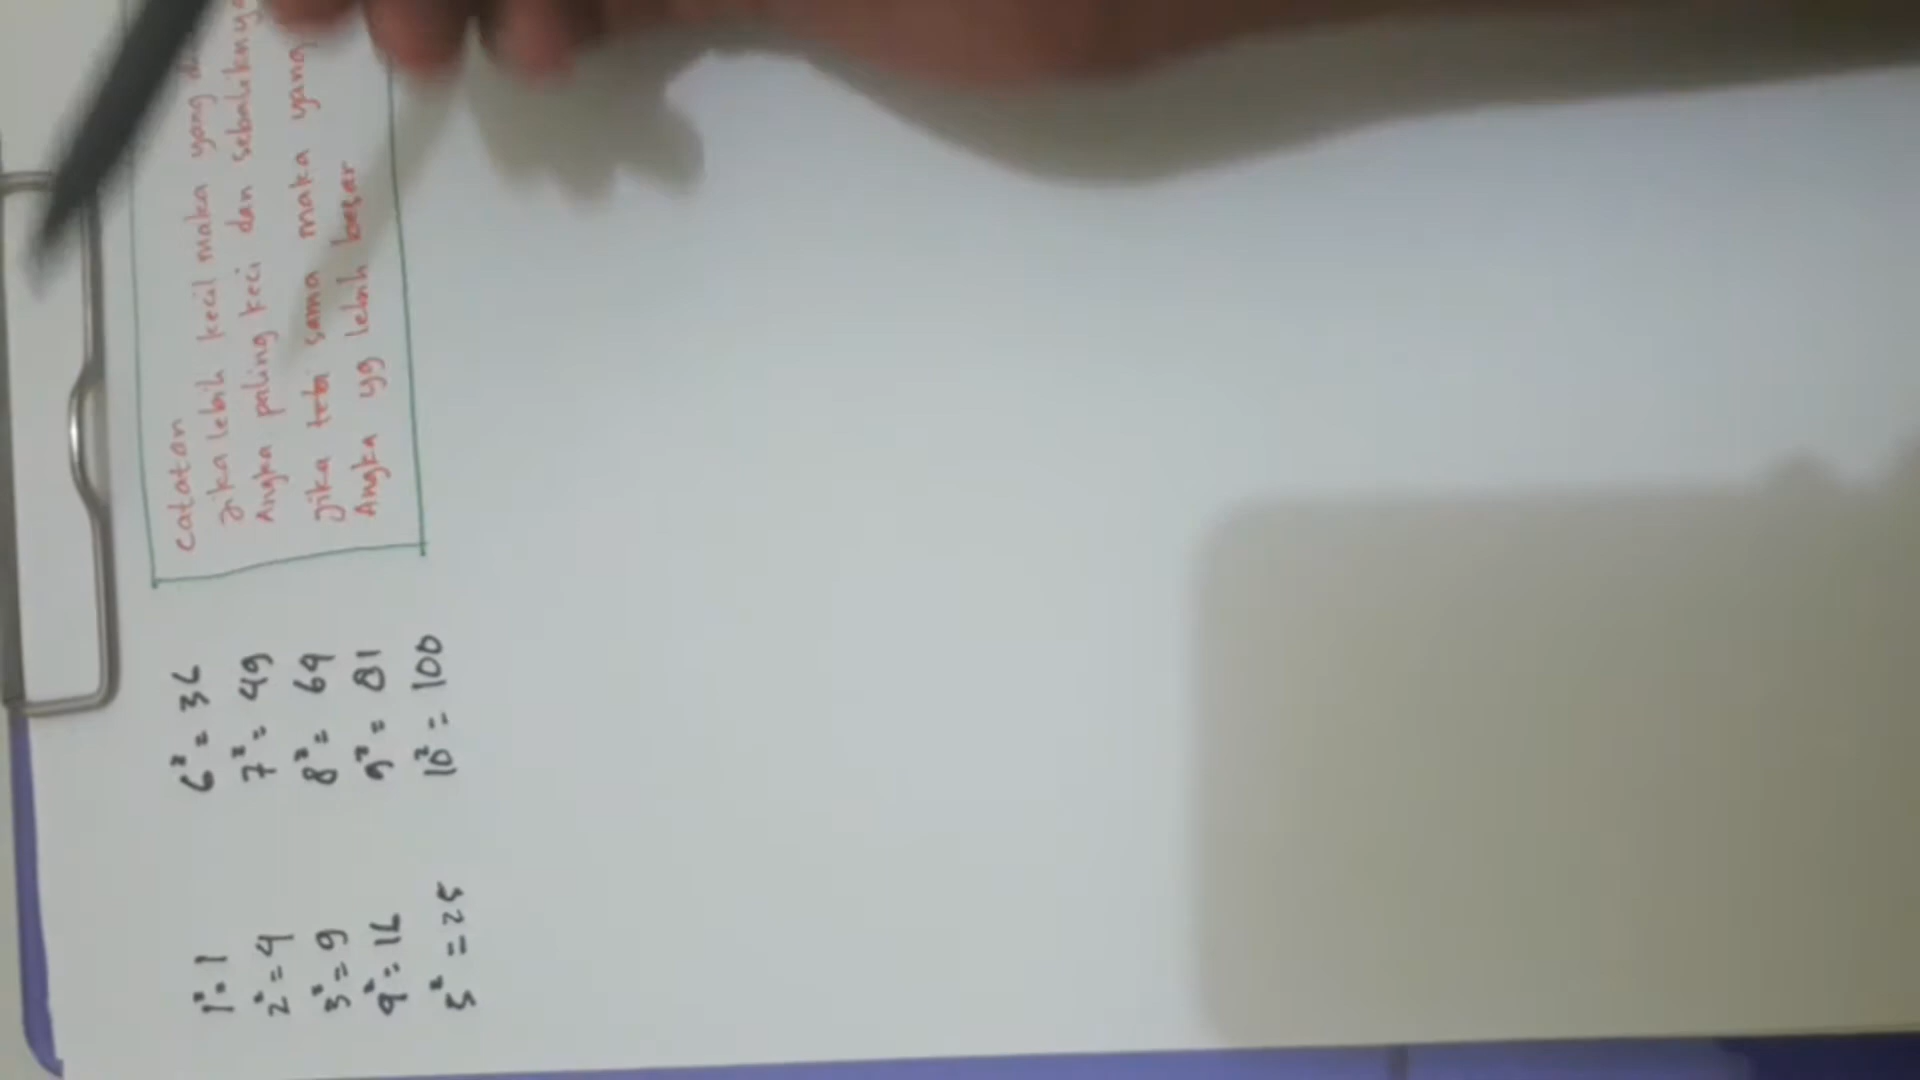 1² = 1
2² = 4
3² = 9
4² = 16
5² = 25
6² = 36
7² = 49
8² = 64
9² = 81
10² = 100
catatan
Jika lebih kecil maka yang
Angka paling keci dan sebaliknya
Jika sama maka yang
Angka yg lebih besar